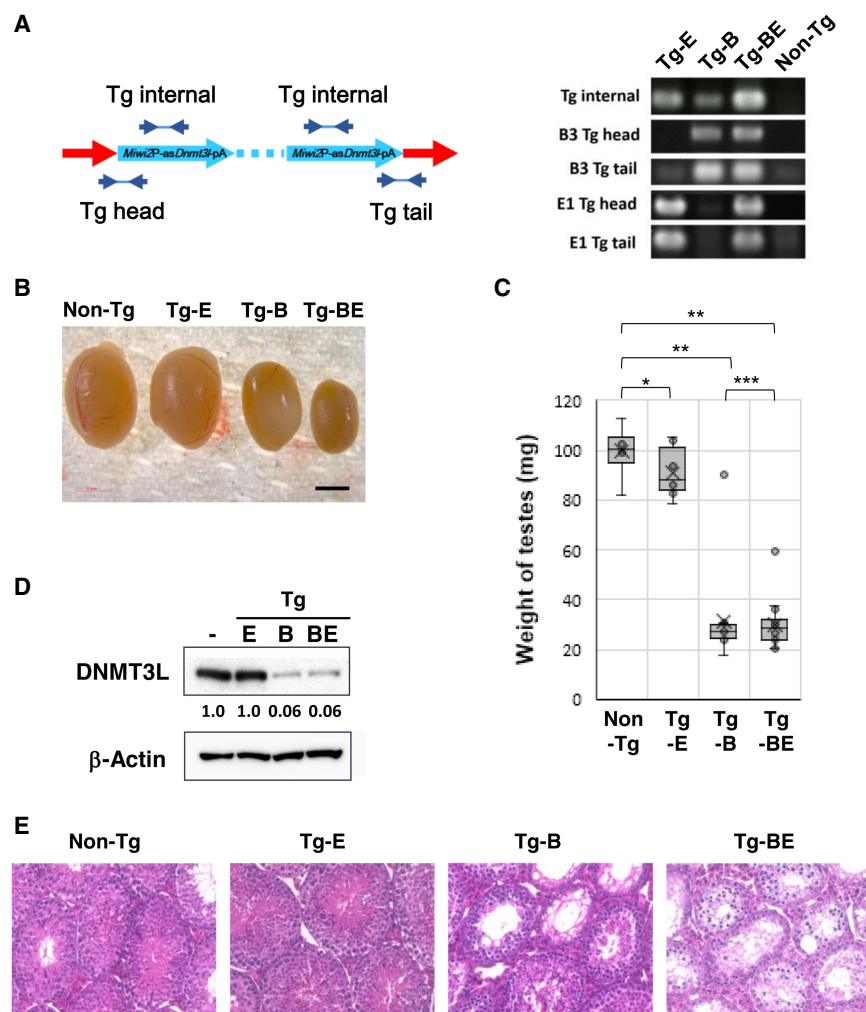 A
Tg internal
Tg internal
Miwi2P-asDnmt3l-pA
Miwi2P-asDnmt3l-pA
Tg head
Tg tail
Tg-E
Tg-B
Tg-BE
Non-Tg
Tg internal
B3 Tg head
B3 Tg tail
E1 Tg head
E1 Tg tail
B
Non-Tg
Tg-E
Tg-B
Tg-BE
C
**
**
*
***
Weight of testes (mg)
120
100
80
60
40
20
0
Non
-Tg
Tg
-E
Tg
-B
Tg
-BE
D
Tg
- E B BE
DNMT3L
1.0 1.0 0.06 0.06
β-Actin
E
Non-Tg
Tg-E
Tg-B
Tg-BE